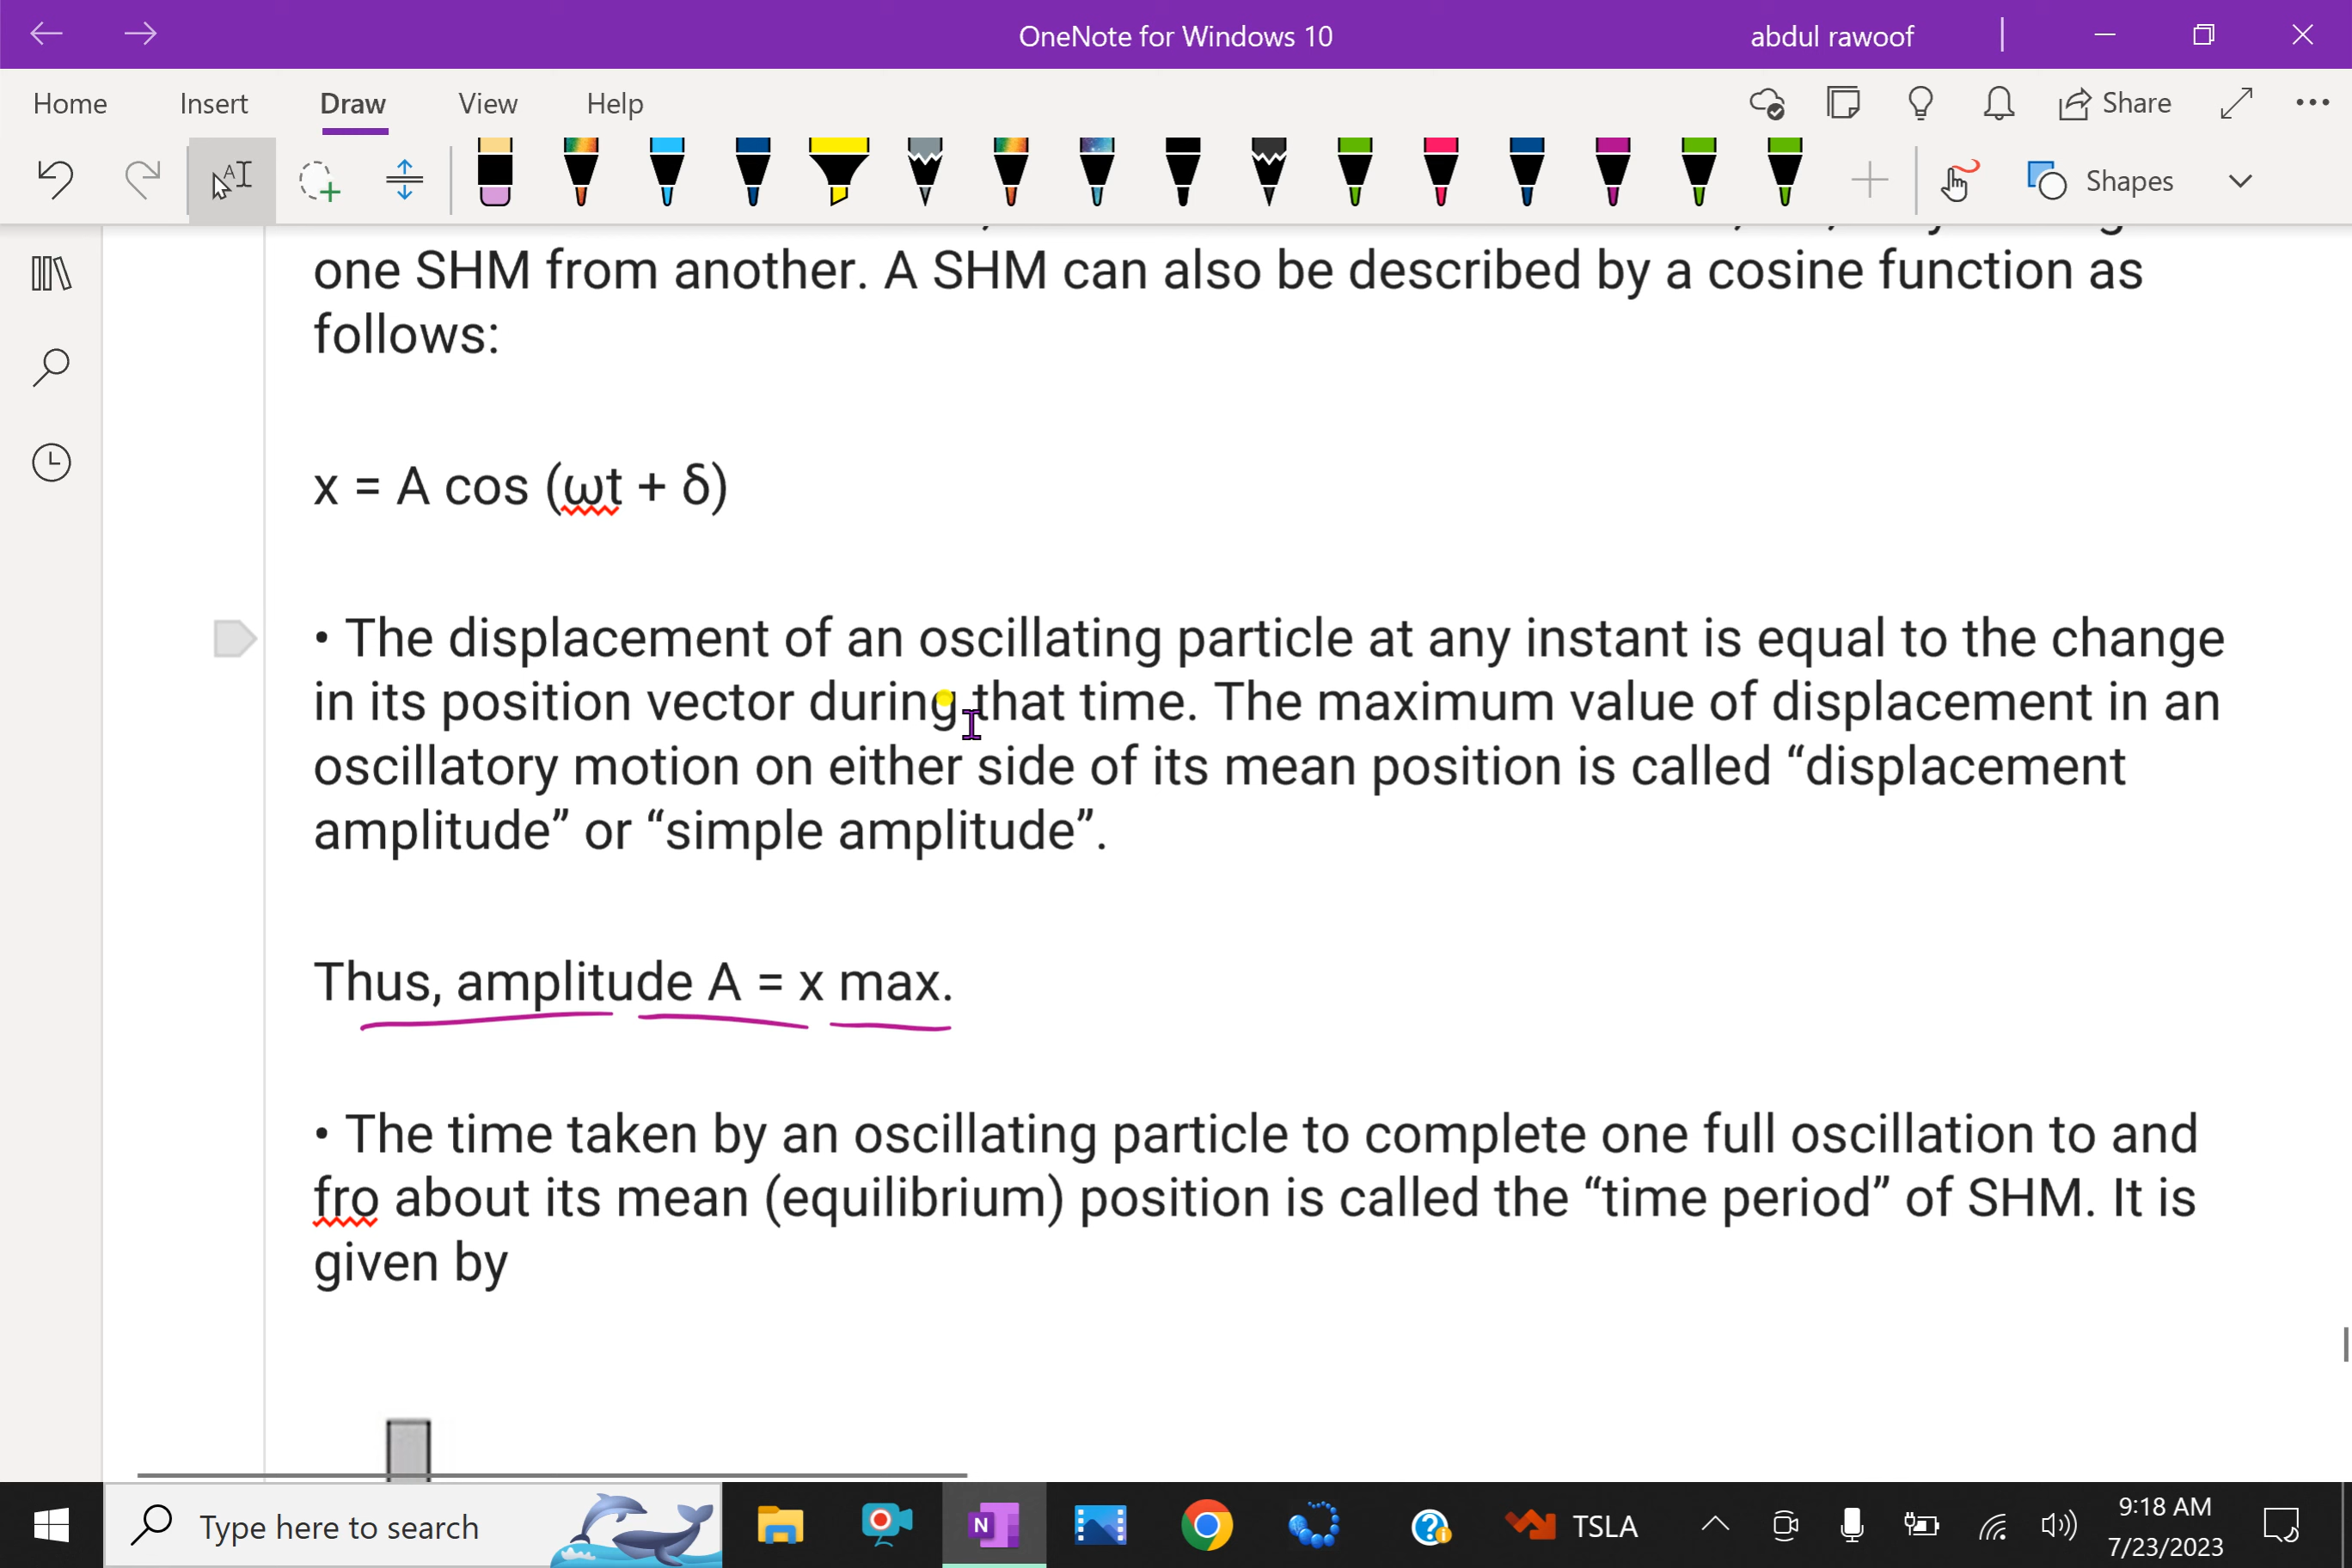 OneNote for Windows 10
abdul rawoof
Home Insert Draw View Help
Share
Shapes
one SHM from another. A SHM can also be described by a cosine function as
follows:
x = A cos (ωt + δ)
• The displacement of an oscillating particle at any instant is equal to the change
in its position vector during that time. The maximum value of displacement in an
oscillatory motion on either side of its mean position is called “displacement
amplitude” or “simple amplitude”.
Thus, amplitude A = x max.
• The time taken by an oscillating particle to complete one full oscillation to and
fro about its mean (equilibrium) position is called the “time period” of SHM. It is
given by
Type here to search
TSLA
9:18 AM
7/23/2023